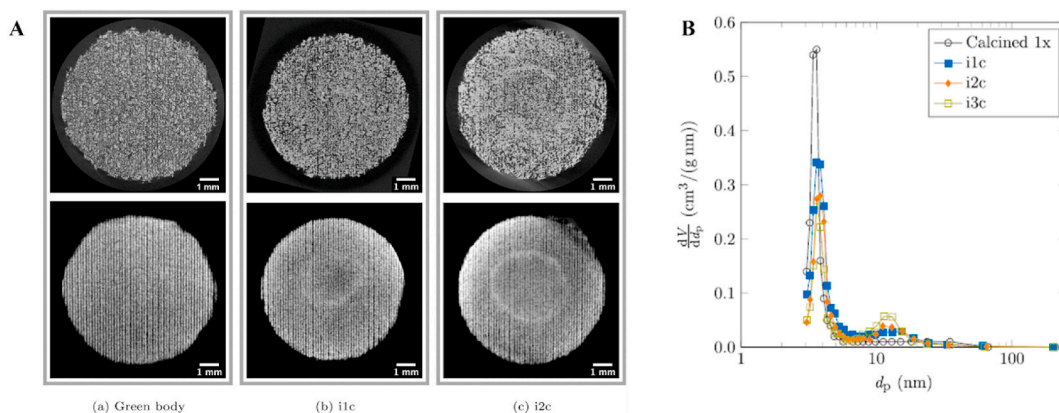 A
1 mm
1 mm
1 mm
1 mm
1 mm
1 mm
(a) Green body
(b) i1c
(c) i2c
B
Calcined 1x
i1c
i2c
i3c
0.6
0.5
0.4
0.3
0.2
0.1
0.0
dV/dd_p (cm³/(g nm))
1
10
100
d_p (nm)